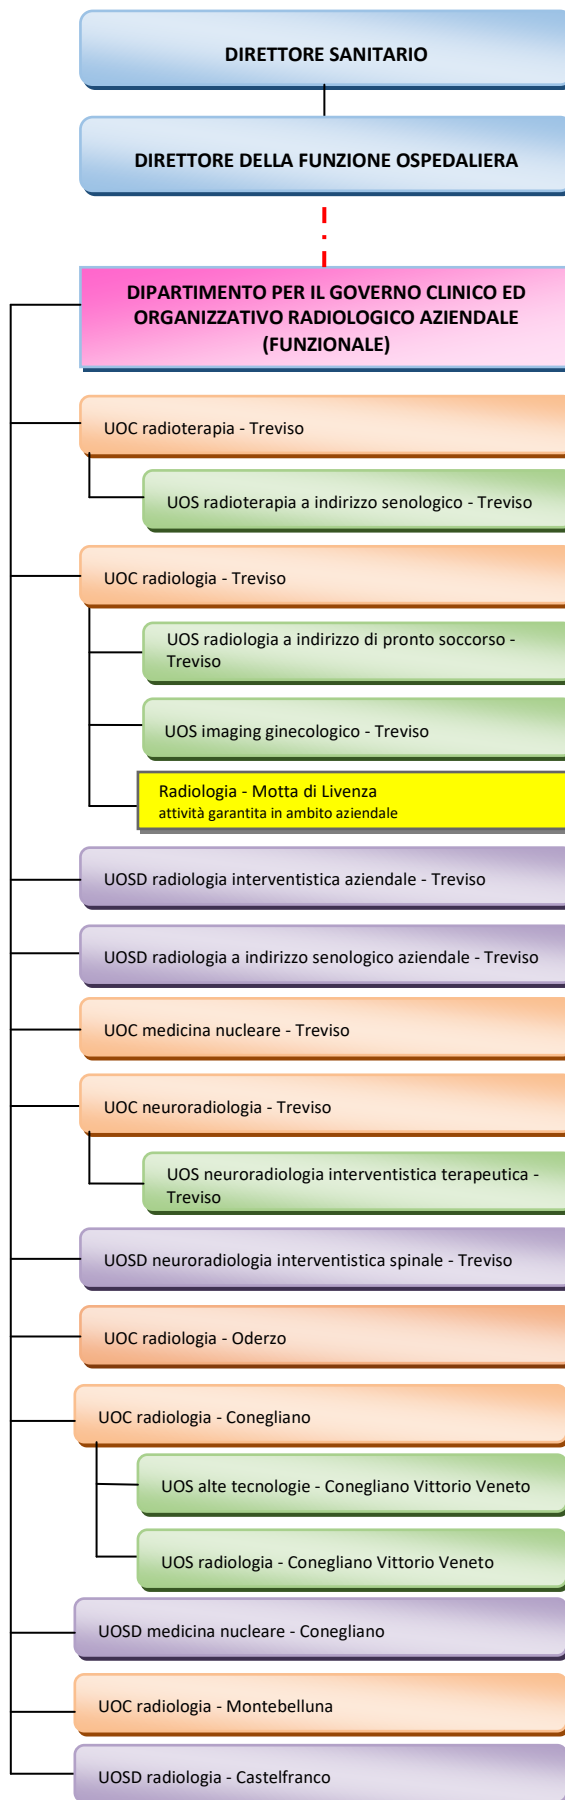 DIRETTORE SANITARIO
DIRETTORE DELLA FUNZIONE OSPEDALIERA
DIPARTIMENTO PER IL GOVERNO CLINICO ED
ORGANIZZATIVO RADIOLOGICO AZIENDALE
(FUNZIONALE)
UOC radioterapia - Treviso
UOS radioterapia a indirizzo senologico - Treviso
UOC radiologia - Treviso
UOS radiologia a indirizzo di pronto soccorso -
Treviso
UOS imaging ginecologico - Treviso
Radiologia - Motta di Livenza
attività garantita in ambito aziendale
UOSD radiologia interventistica aziendale - Treviso
UOSD radiologia a indirizzo senologico aziendale - Treviso
UOC medicina nucleare - Treviso
UOC neuroradiologia - Treviso
UOS neuroradiologia interventistica terapeutica -
Treviso
UOSD neuroradiologia interventistica spinale - Treviso
UOC radiologia - Oderzo
UOC radiologia - Conegliano
UOS alte tecnologie - Conegliano Vittorio Veneto
UOS radiologia - Conegliano Vittorio Veneto
UOSD medicina nucleare - Conegliano
UOC radiologia - Montebelluna
UOSD radiologia - Castelfranco